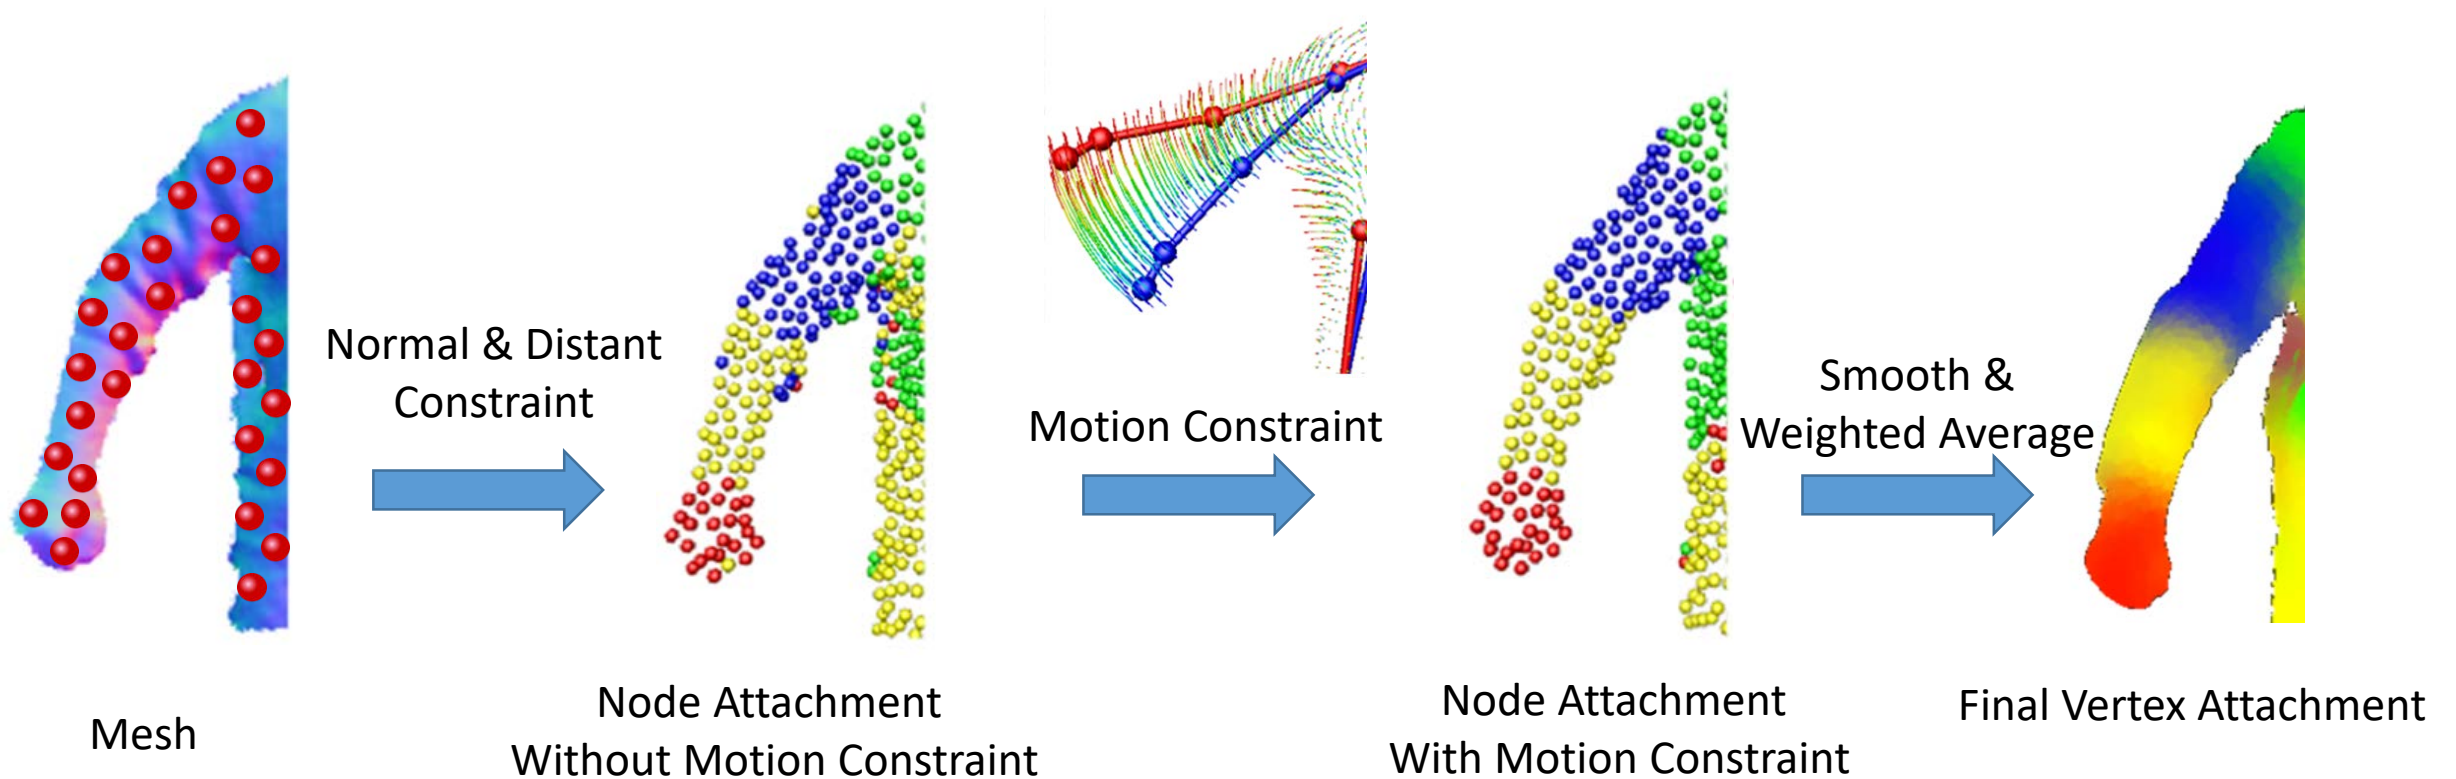 Normal & Distant
Constraint
Motion Constraint
Smooth &
Weighted Average
Mesh
Node Attachment
Without Motion Constraint
Node Attachment
With Motion Constraint
Final Vertex Attachment